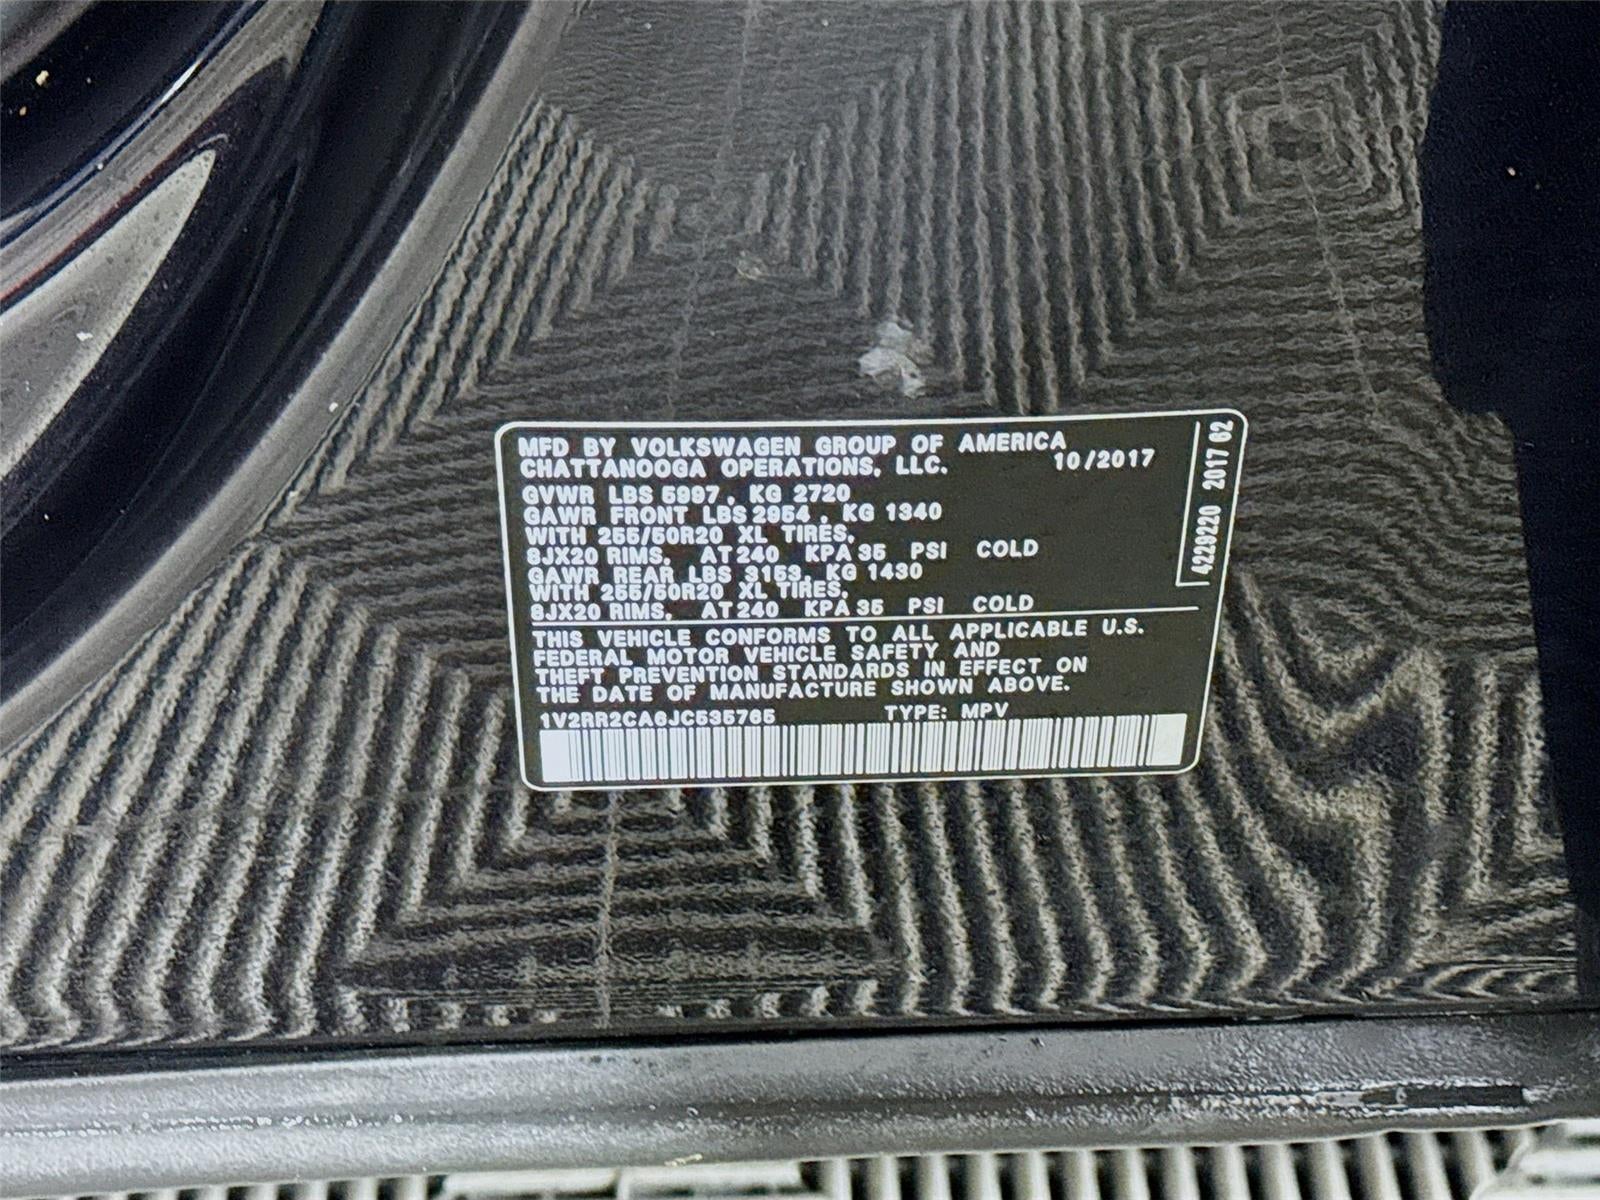 MFD BY VOLKSWAGEN GROUP OF AMERICA
CHATTANOOGA OPERATIONS, LLC. 10/2017
GVWR LBS 5997, KG 2720
GAWR FRONT LBS 2954, KG 1340
WITH 255/50R20 XL TIRES,
8JX20 RIMS, AT 240 KPA 35 PSI COLD
GAWR REAR LBS 3153, KG 1430
WITH 255/50R20 XL TIRES,
8JX20 RIMS, AT 240 KPA 35 PSI COLD
THIS VEHICLE CONFORMS TO ALL APPLICABLE U.S.
FEDERAL MOTOR VEHICLE SAFETY AND
THEFT PREVENTION STANDARDS IN EFFECT ON
THE DATE OF MANUFACTURE SHOWN ABOVE.
1V2RR2CA6JC535765 TYPE: MPV
4229220 2017 62